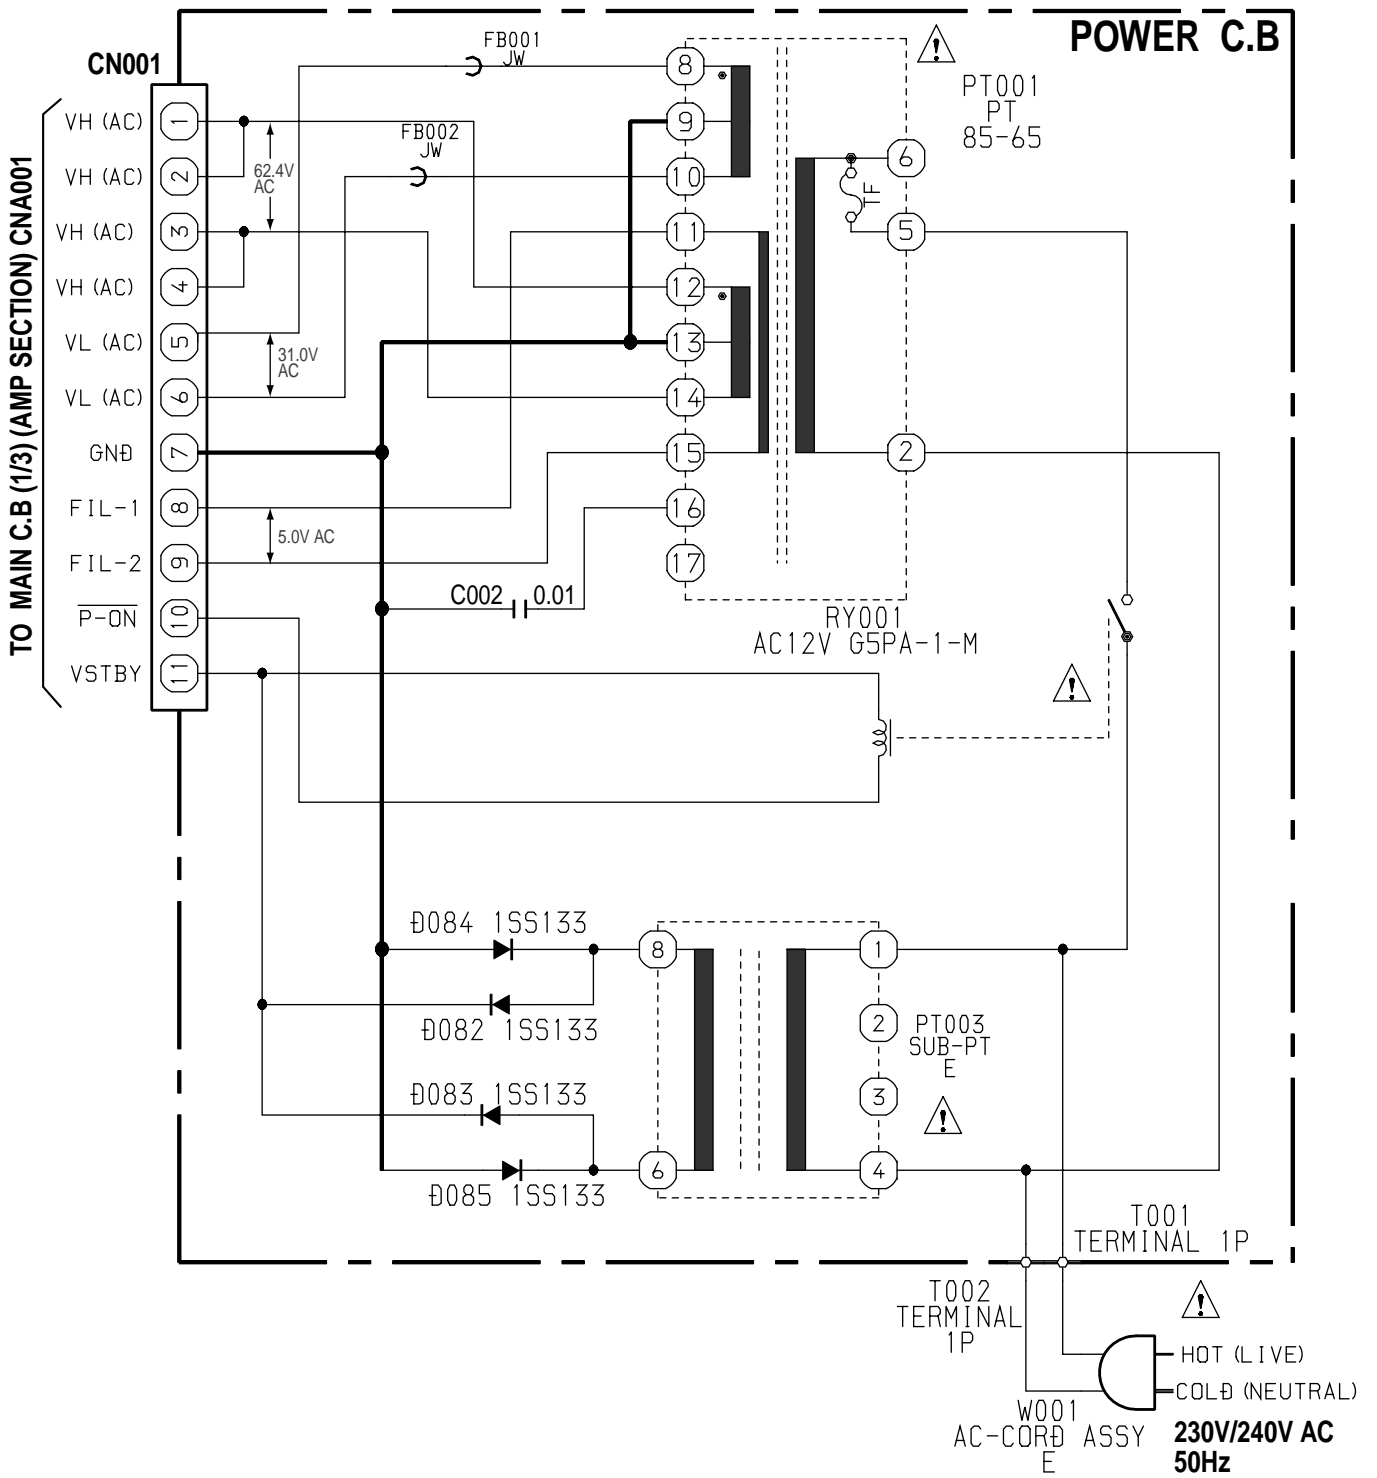 POWER C.B
CN001
TO MAIN C.B (1/3) (AMP SECTION) CNA001
VH (AC) 1
VH (AC) 2
VH (AC) 3
VH (AC) 4
VL (AC) 5
VL (AC) 6
GND 7
FIL-1 8
FIL-2 9
P-ON 10
VSTBY 11
62.4V
AC
31.0V
AC
5.0V AC
FB001
JW
FB002
JW
8
9
10
11
12
13
14
15
16
17
6
5
2
TF
!
PT001
PT
85-65
C002 0.01
RY001
AC12V G5PA-1-M
!
D084 1SS133
D082 1SS133
D083 1SS133
D085 1SS133
8
6
1
2
3
4
PT003
SUB-PT
E
!
T001
TERMINAL 1P
T002
TERMINAL
1P
!
HOT (LIVE)
COLD (NEUTRAL)
W001
AC-CORD ASSY
E
230V/240V AC
50Hz